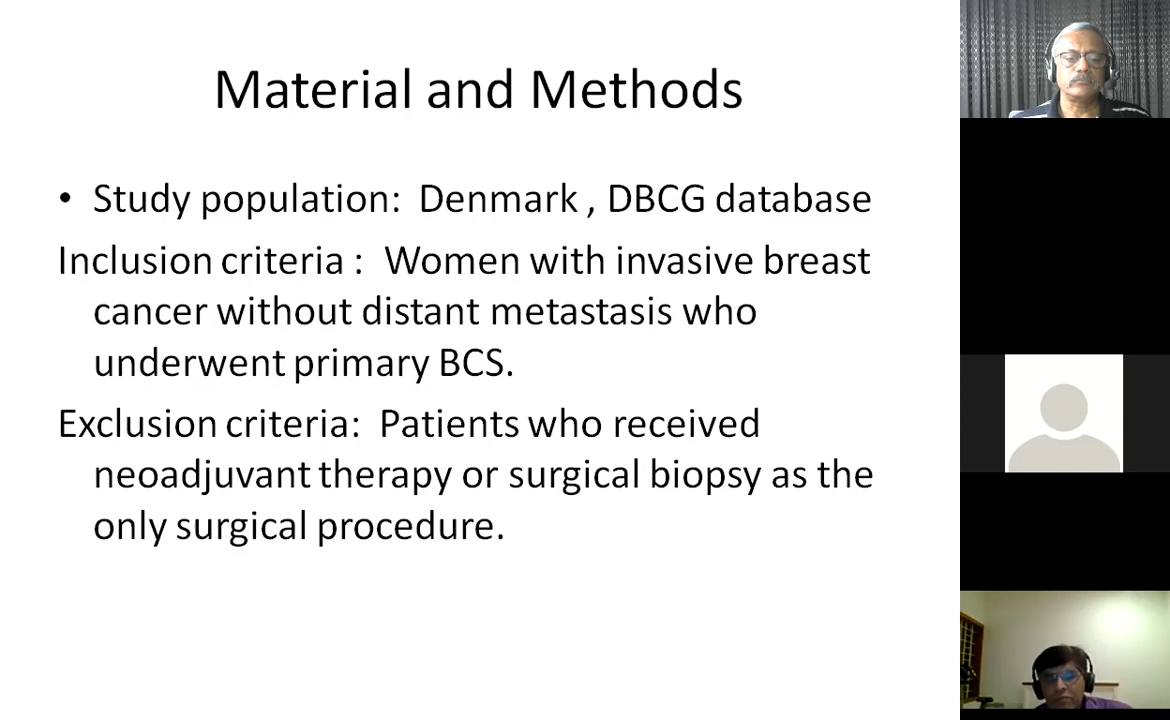 Material and Methods
• Study population: Denmark , DBCG database
Inclusion criteria : Women with invasive breast
cancer without distant metastasis who
underwent primary BCS.
Exclusion criteria: Patients who received
neoadjuvant therapy or surgical biopsy as the
only surgical procedure.